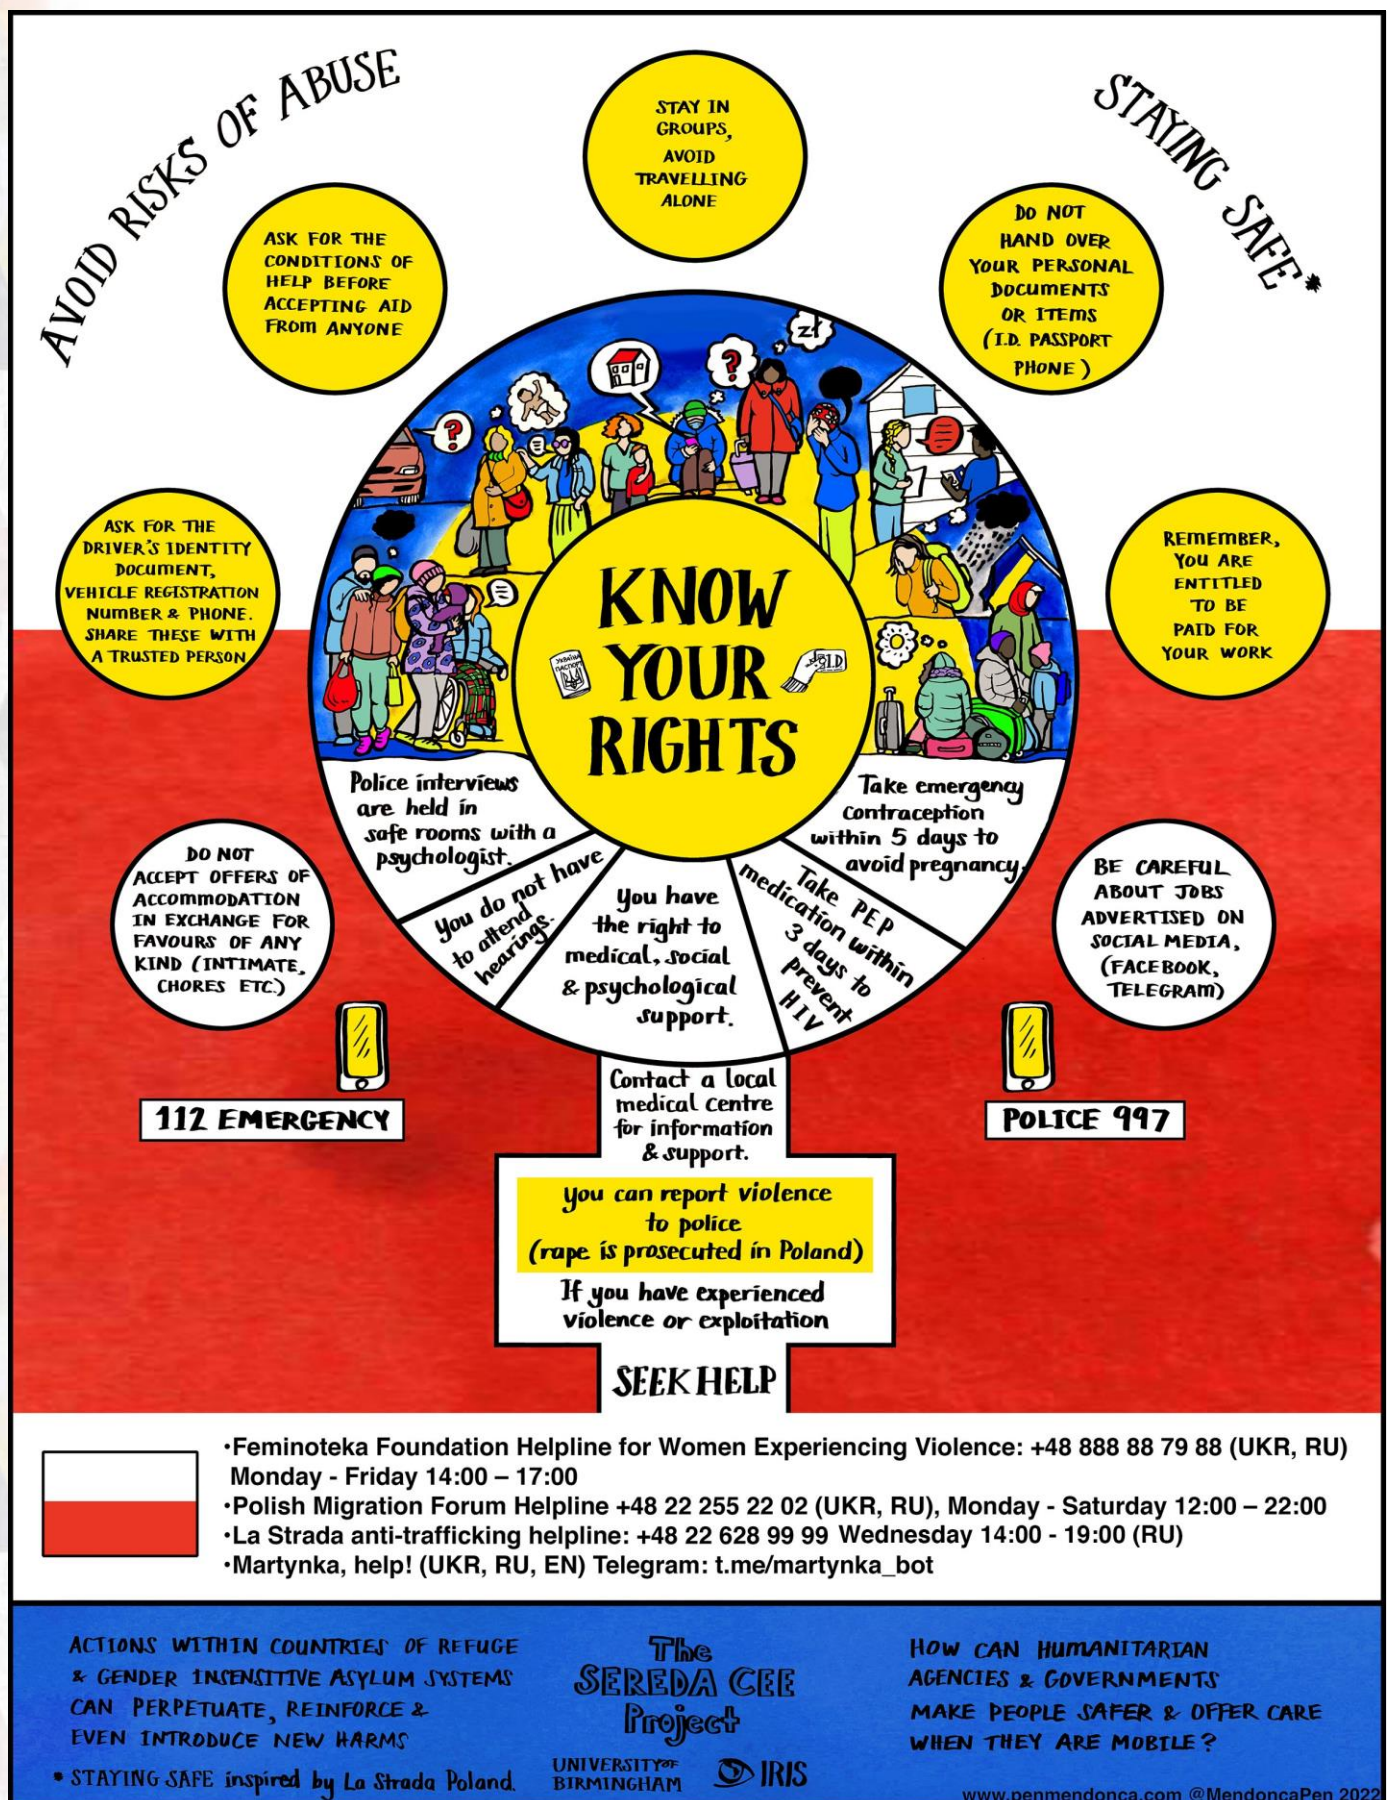 AVOID RISKS OF ABUSE
STAYING SAFE*
STAY IN
GROUPS,
AVOID
TRAVELLING
ALONE
ASK FOR THE
CONDITIONS OF
HELP BEFORE
ACCEPTING AID
FROM ANYONE
DO NOT
HAND OVER
YOUR PERSONAL
DOCUMENTS
OR ITEMS
(I.D. PASSPORT
PHONE)
zł
?
?
ASK FOR THE
DRIVER'S IDENTITY
DOCUMENT,
VEHICLE REGISTRATION
NUMBER & PHONE.
SHARE THESE WITH
A TRUSTED PERSON
REMEMBER,
YOU ARE
ENTITLED
TO BE
PAID FOR
YOUR WORK
KNOW
YOUR
RIGHTS
УКРАЇНА
ПАСПОРТ
I.D
Police interviews
are held in
safe rooms with a
psychologist.
You do not have
to attend
hearings.
You have
the right to
medical, social
& psychological
support.
Take PEP
medication within
3 days to
prevent
HIV
Take emergency
contraception
within 5 days to
avoid pregnancy.
DO NOT
ACCEPT OFFERS OF
ACCOMMODATION
IN EXCHANGE FOR
FAVOURS OF ANY
KIND (INTIMATE,
CHORES ETC.)
BE CAREFUL
ABOUT JOBS
ADVERTISED ON
SOCIAL MEDIA,
(FACEBOOK,
TELEGRAM)
112 EMERGENCY
POLICE 997
Contact a local
medical centre
for information
& support.
you can report violence
to police
(rape is prosecuted in Poland)
If you have experienced
violence or exploitation
SEEK HELP
•Feminoteka Foundation Helpline for Women Experiencing Violence: +48 888 88 79 88 (UKR, RU)
Monday - Friday 14:00 – 17:00
•Polish Migration Forum Helpline +48 22 255 22 02 (UKR, RU), Monday - Saturday 12:00 – 22:00
•La Strada anti-trafficking helpline: +48 22 628 99 99 Wednesday 14:00 - 19:00 (RU)
•Martynka, help! (UKR, RU, EN) Telegram: t.me/martynka_bot
ACTIONS WITHIN COUNTRIES OF REFUGE
& GENDER INSENSITIVE ASYLUM SYSTEMS
CAN PERPETUATE, REINFORCE &
EVEN INTRODUCE NEW HARMS
* STAYING SAFE inspired by La Strada Poland.
The
SEREDA CEE
Project
UNIVERSITY OF
BIRMINGHAM
IRIS
HOW CAN HUMANITARIAN
AGENCIES & GOVERNMENTS
MAKE PEOPLE SAFER & OFFER CARE
WHEN THEY ARE MOBILE?
www.penmendonca.com @MendoncaPen 2022